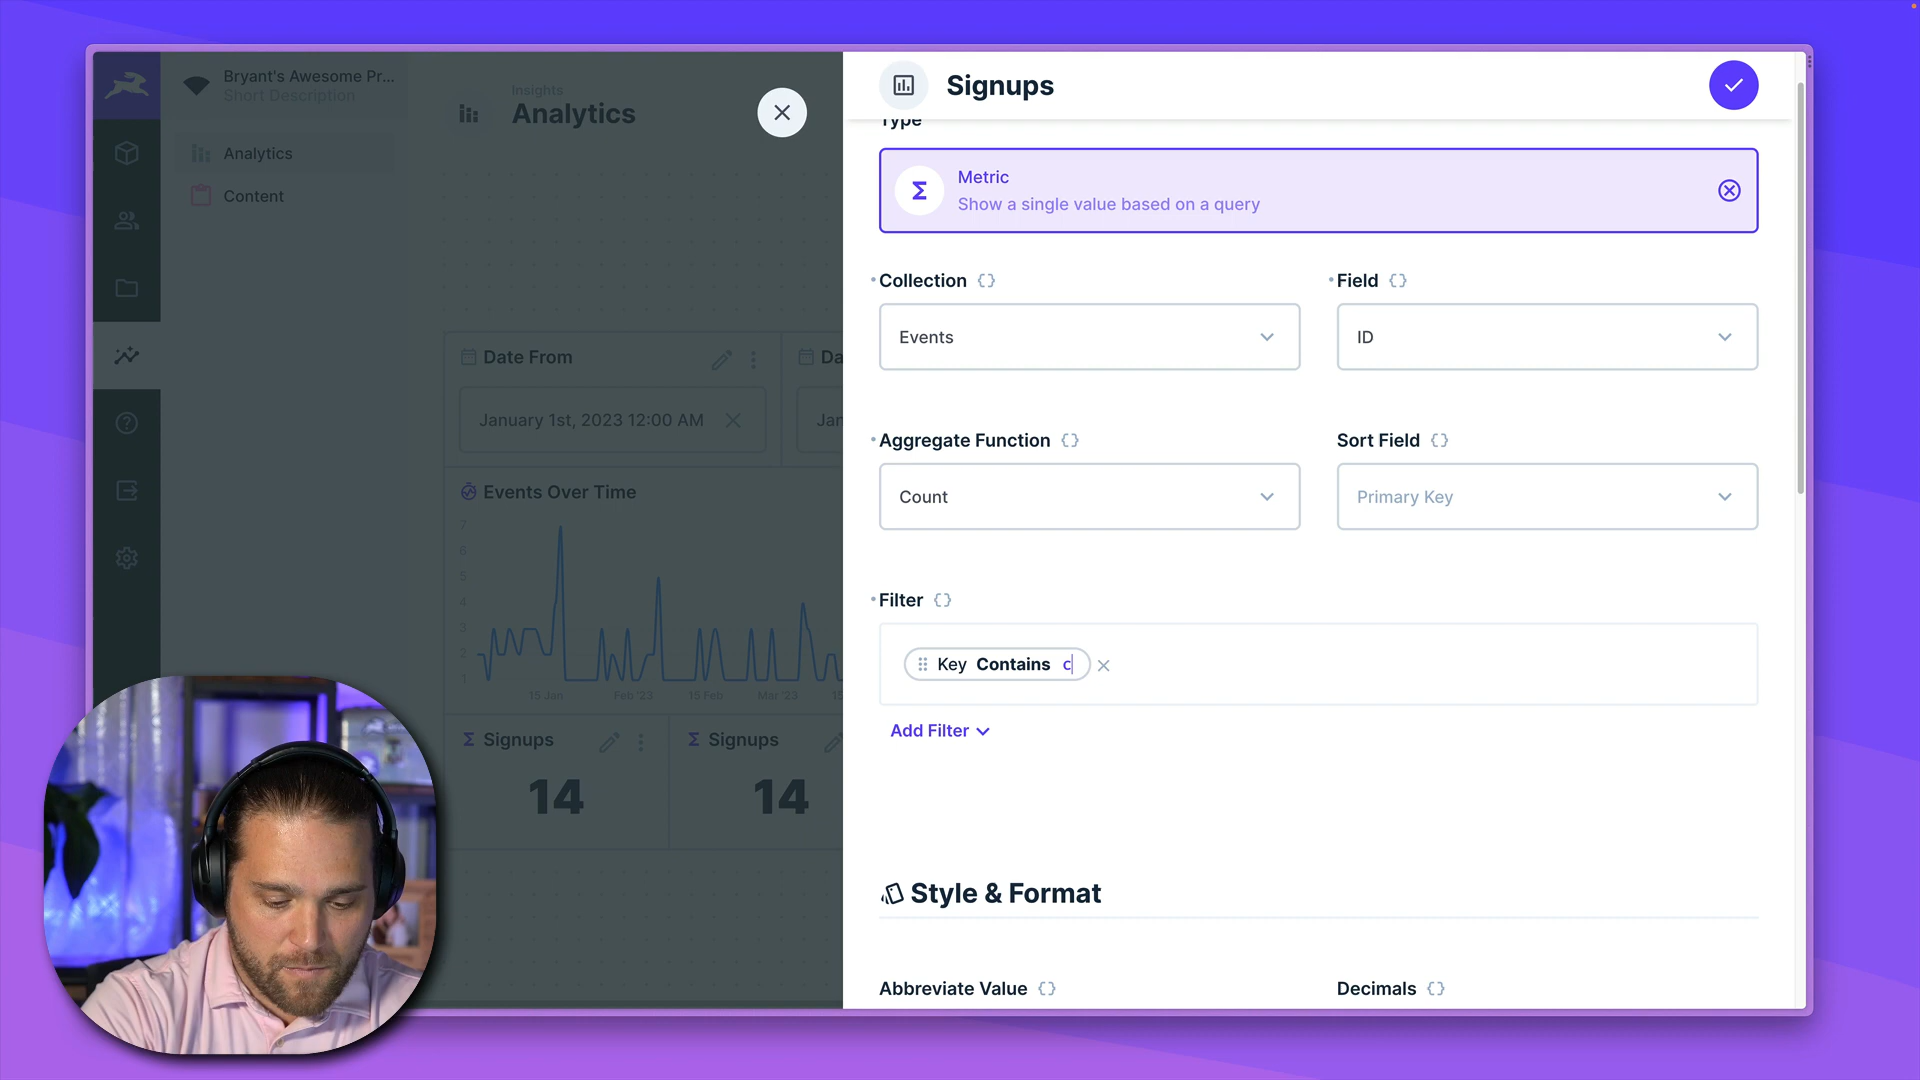 Bryant's Awesome Pr...
Short Description
Analytics
Content
Insights
Analytics
Date From
January 1st, 2023 12:00 AM
Da
Jan
Events Over Time
7
6
5
4
3
2
1
15 Jan
Feb '23
15 Feb
Mar '23
15
Signups
14
Signups
14
Signups
Type
Metric
Show a single value based on a query
Collection
Field
Events
ID
Aggregate Function
Sort Field
Count
Primary Key
Filter
Key Contains c
Add Filter
Style & Format
Abbreviate Value
Decimals